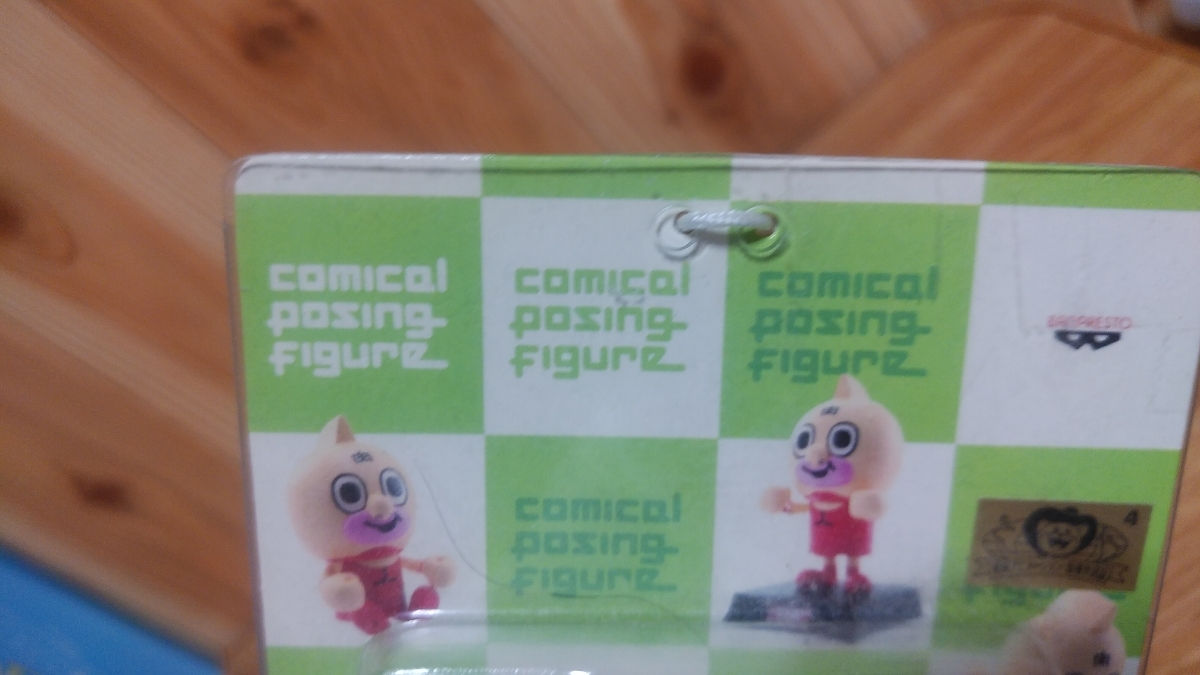 comical
posing
figure
comical
posing
figure
comical
posing
figure
BANPRESTO
comical
posing
figure
4